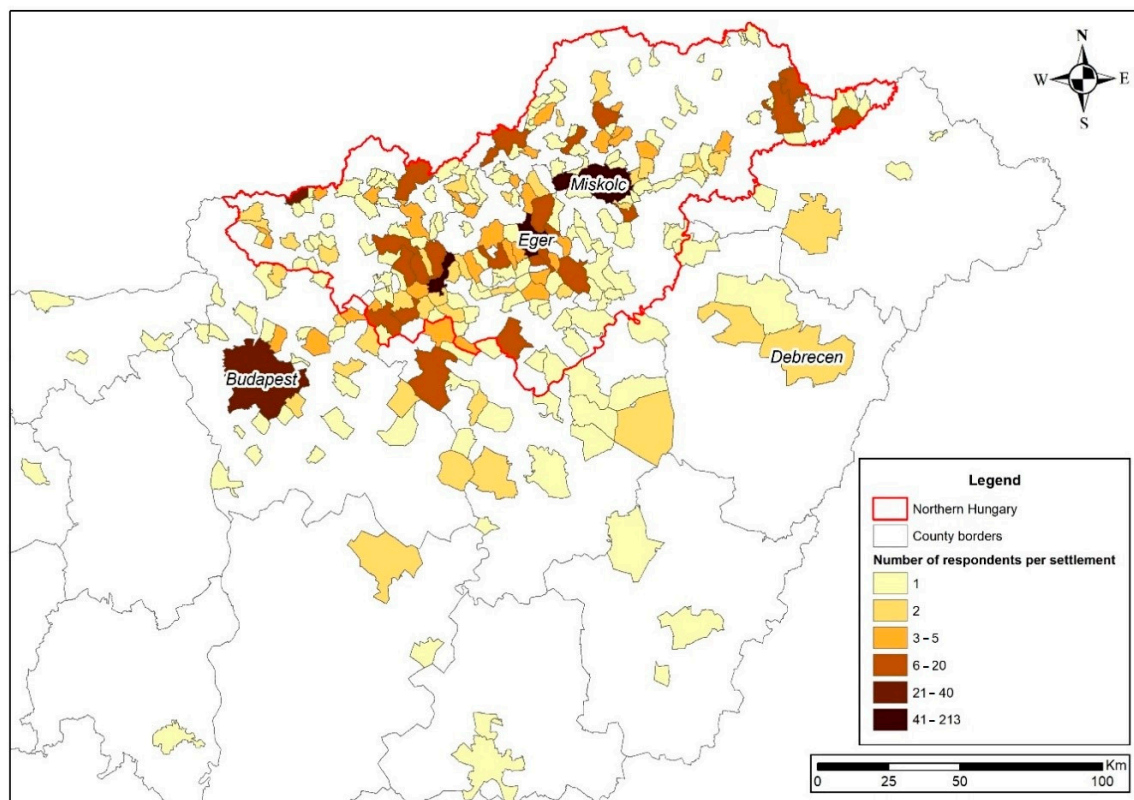 N
W E
S
Miskolc
Eger
Budapest
Debrecen
Legend
Northern Hungary
County borders
Number of respondents per settlement
1
2
3 – 5
6 – 20
21 – 40
41 – 213
Km
0 25 50 100